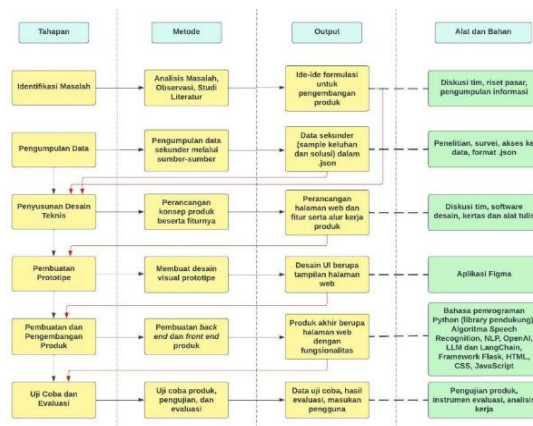 Tahapan
Metode
Output
Alat dan Bahan
Identifikasi Masalah
Analisis Masalah,
Observasi, Studi
Literatur
Ide-ide formulasi
untuk
pengembangan
produk
Diskusi tim, riset pasar,
pengumpulan informasi
Pengumpulan Data
Pengumpulan data
sekunder melalui
sumber-sumber
Data sekunder
(sample keluhan
dan solusi) dalam
.json
Penelitian, survei, akses ke
data, format .json
Penyusunan Desain
Teknis
Perancangan
konsep produk
beserta fiturnya
Perancangan
halaman web dan
fitur serta alur kerja
produk
Diskusi tim, software
desain, kertas dan alat tulis
Pembuatan
Prototipe
Membuat desain
visual prototipe
Desain UI berupa
tampilan halaman
web
Aplikasi Figma
Pembuatan dan
Pengembangan
Produk
Pembuatan back
end dan front end
produk
Produk akhir berupa
halaman web
dengan
fungsionalitas
Bahasa pemrograman
Python (library pendukung)
Algoritma Speech
Recognition, NLP, OpenAI,
LLM dan LangChain,
Framework Flask, HTML,
CSS, JavaScript
Uji Coba dan
Evaluasi
Uji coba produk,
pengujian, dan
evaluasi
Data uji coba, hasil
evaluasi, masukan
pengguna
Pengujian produk,
instrumen evaluasi, analisis
kerja